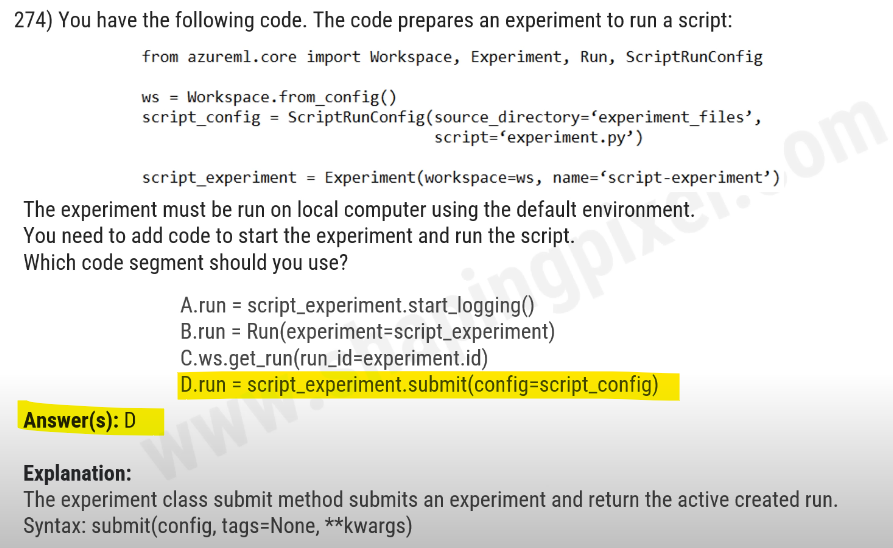 274) You have the following code. The code prepares an experiment to run a script:
from azureml.core import Workspace, Experiment, Run, ScriptRunConfig
ws = Workspace.from_config()
script_config = ScriptRunConfig(source_directory=‘experiment_files’,
script=‘experiment.py’)
script_experiment = Experiment(workspace=ws, name=‘script-experiment’)
The experiment must be run on local computer using the default environment.
You need to add code to start the experiment and run the script.
Which code segment should you use?
A.run = script_experiment.start_logging()
B.run = Run(experiment=script_experiment)
C.ws.get_run(run_id=experiment.id)
D.run = script_experiment.submit(config=script_config)
Answer(s): D
Explanation:
The experiment class submit method submits an experiment and return the active created run.
Syntax: submit(config, tags=None, **kwargs)